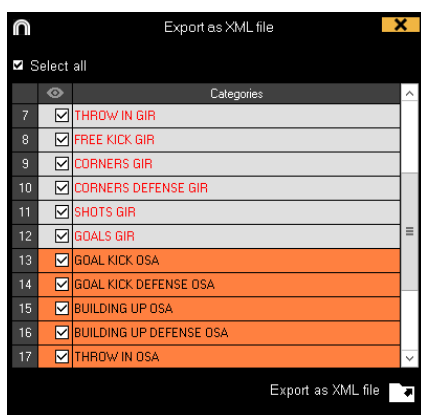 Export as XML file
Select all
Categories
7 THROW IN GIR
8 FREE KICK GIR
9 CORNERS GIR
10 CORNERS DEFENSE GIR
11 SHOTS GIR
12 GOALS GIR
13 GOAL KICK OSA
14 GOAL KICK DEFENSE OSA
15 BUILDING UP OSA
16 BUILDING UP DEFENSE OSA
17 THROW IN OSA
Export as XML file